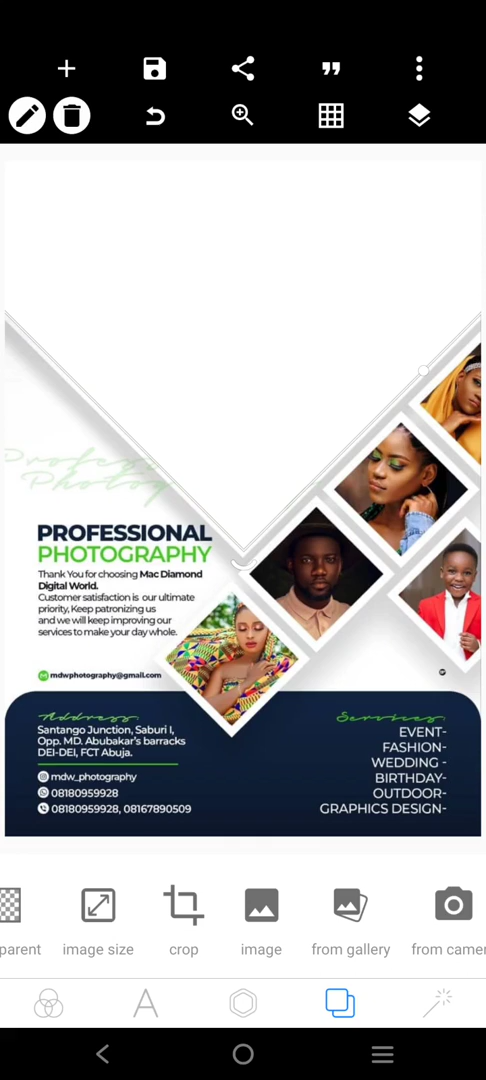 Profess
Photog
PROFESSIONAL
PHOTOGRAPHY
Thank You for choosing Mac Diamond
Digital World.
Customer satisfaction is our ultimate
priority, Keep patronizing us
and we will keep improving our
services to make your day whole.
mdwphotography@gmail.com
Address
Santango Junction, Saburi I,
Opp. MD. Abubakar's barracks
DEI-DEI, FCT Abuja.
mdw_photography
08180959928
08180959928, 08167890509
Services
EVENT-
FASHION-
WEDDING -
BIRTHDAY-
OUTDOOR-
GRAPHICS DESIGN-
parent
image size
crop
image
from gallery
from camer